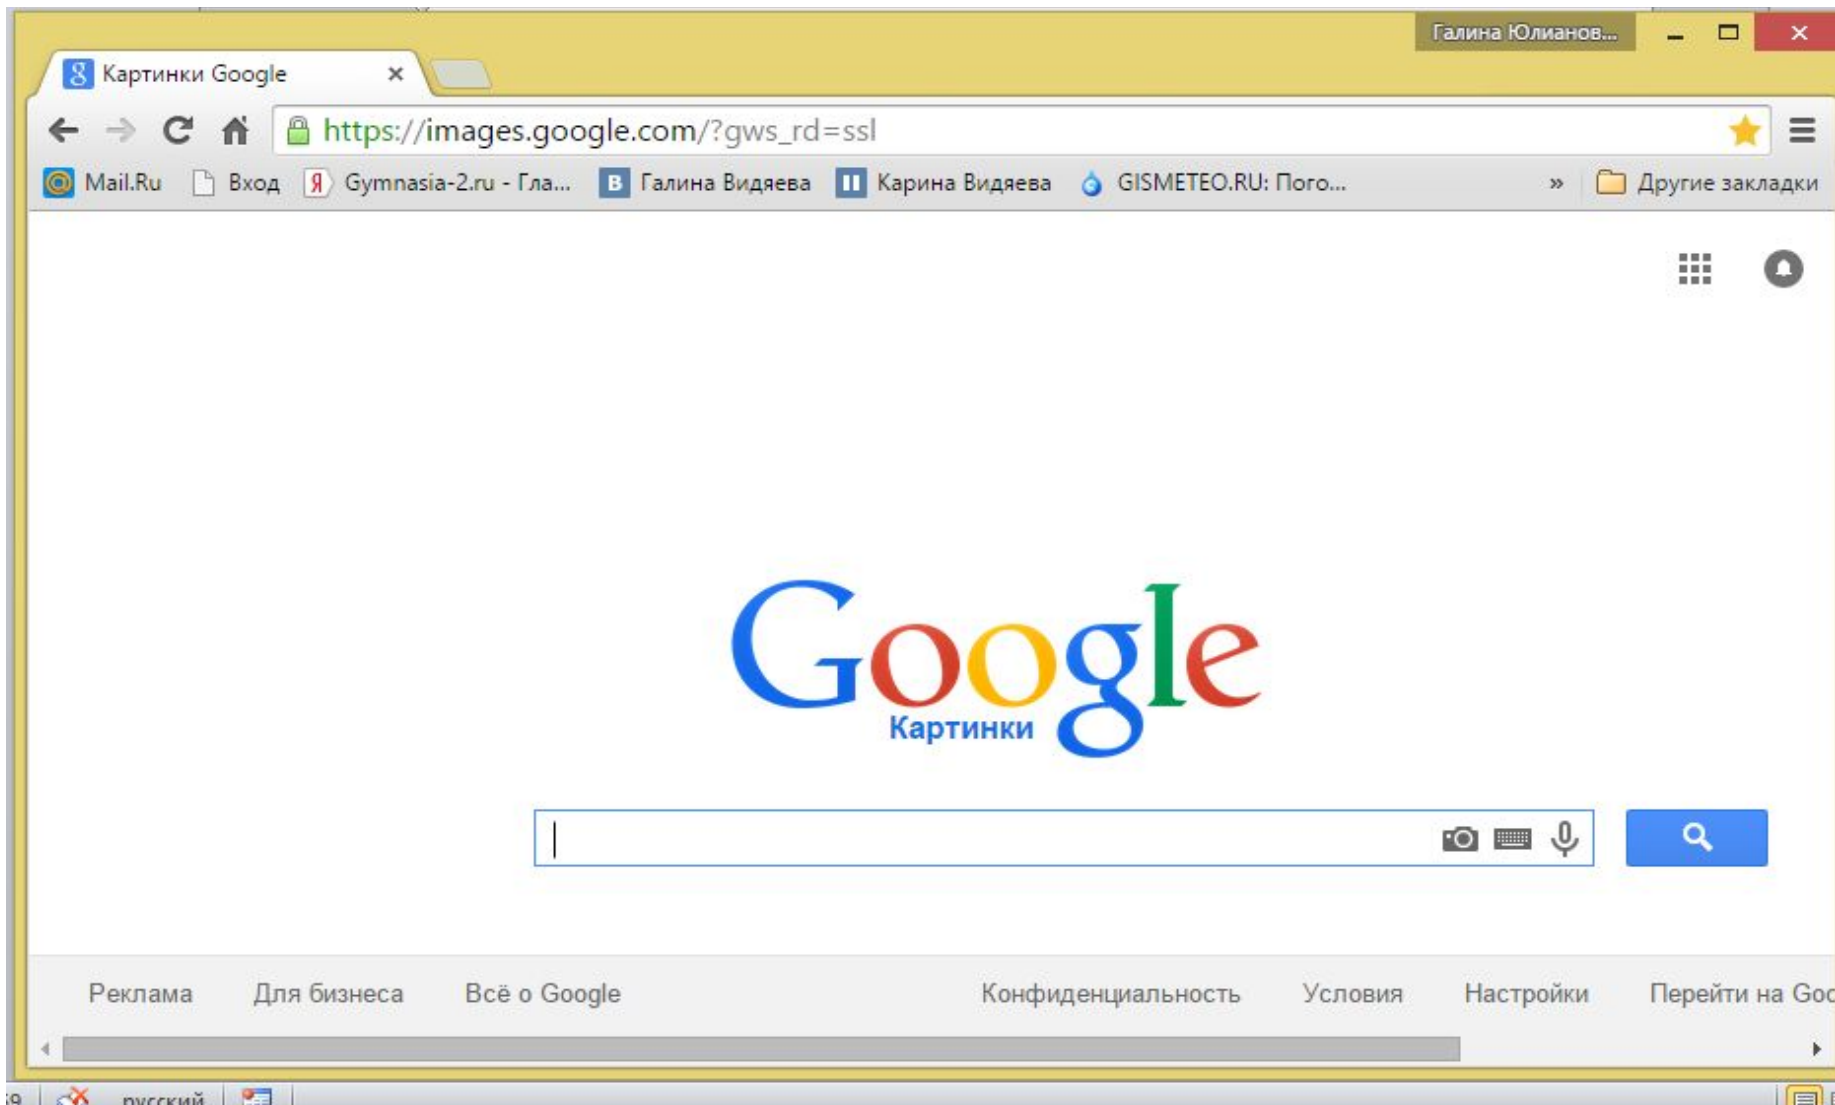 Галина Юлианов...
Картинки Google
https://images.google.com/?gws_rd=ssl
Mail.Ru Вход Gymnasia-2.ru - Гла... Галина Видяева Карина Видяева GISMETEO.RU: Пого... » Другие закладки
Google
Картинки
Реклама Для бизнеса Всё о Google Конфиденциальность Условия Настройки Перейти на Goo
русский